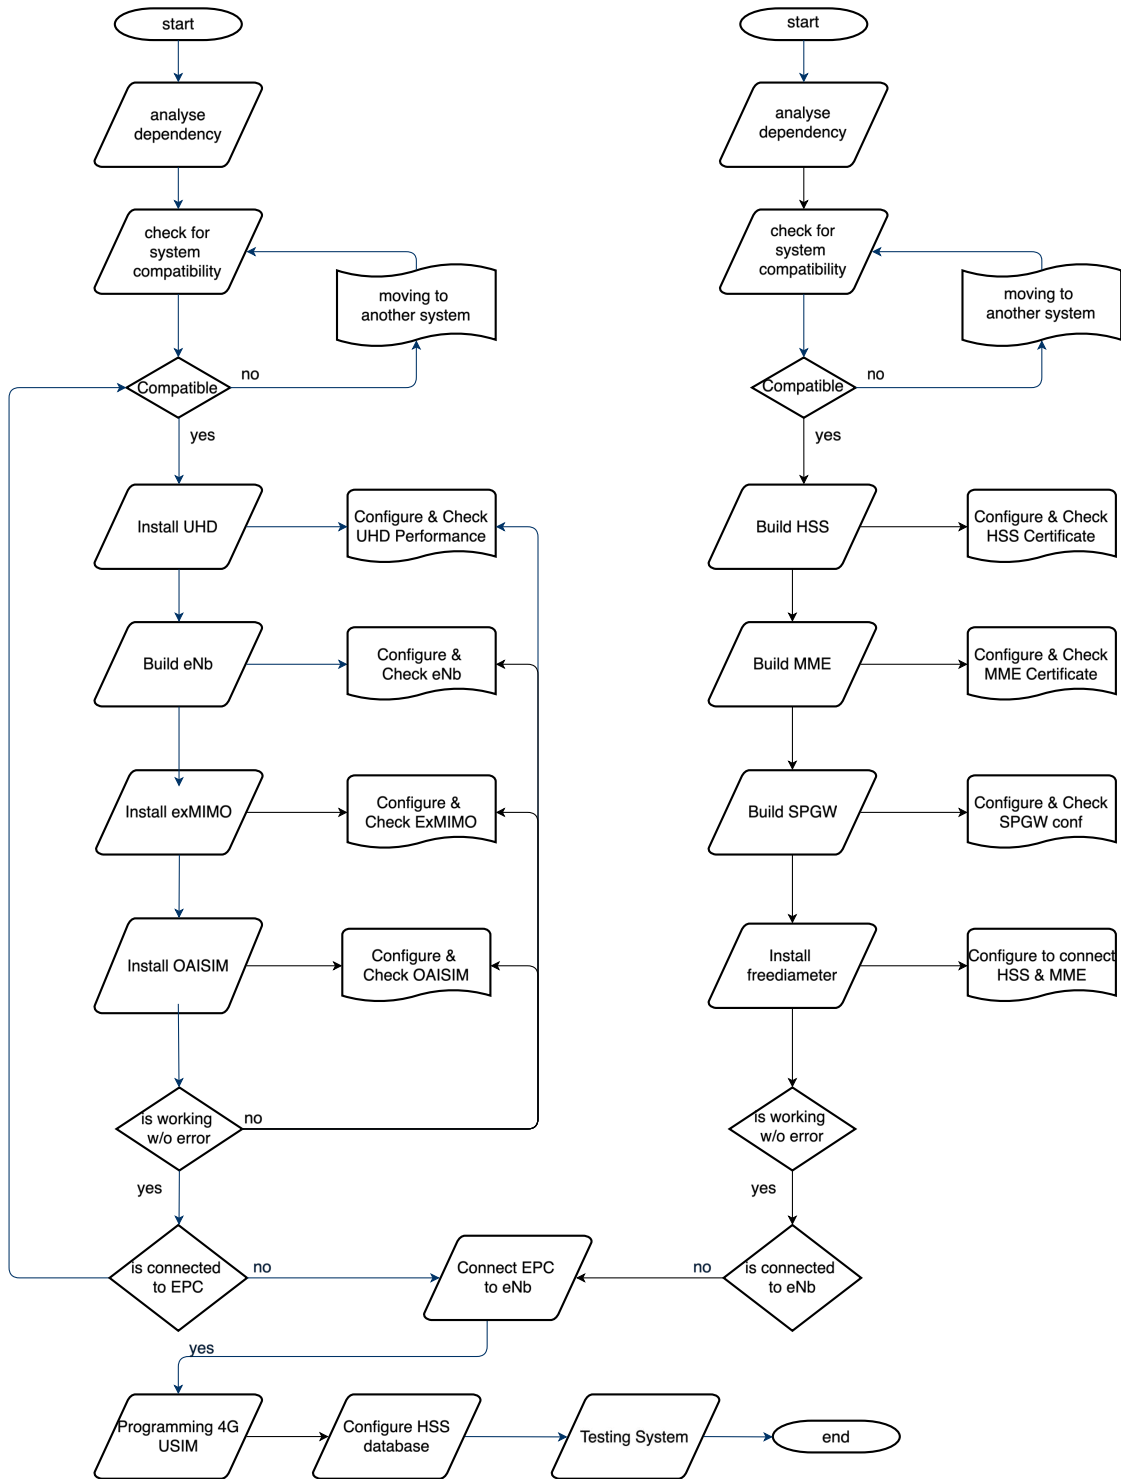 start
analyse
dependency
check for
system
compatibility
moving to
another system
Compatible
no
yes
Install UHD
Configure & Check
UHD Performance
Build eNb
Configure &
Check eNb
Install exMIMO
Configure &
Check ExMIMO
Install OAISIM
Configure &
Check OAISIM
is working
w/o error
no
yes
is connected
to EPC
no
Connect EPC
to eNb
yes
Programming 4G
USIM
Configure HSS
database
Testing System
end
start
analyse
dependency
check for
system
compatibility
moving to
another system
Compatible
no
yes
Build HSS
Configure & Check
HSS Certificate
Build MME
Configure & Check
MME Certificate
Build SPGW
Configure & Check
SPGW conf
Install
freediameter
Configure to connect
HSS & MME
is working
w/o error
yes
is connected
to eNb
no